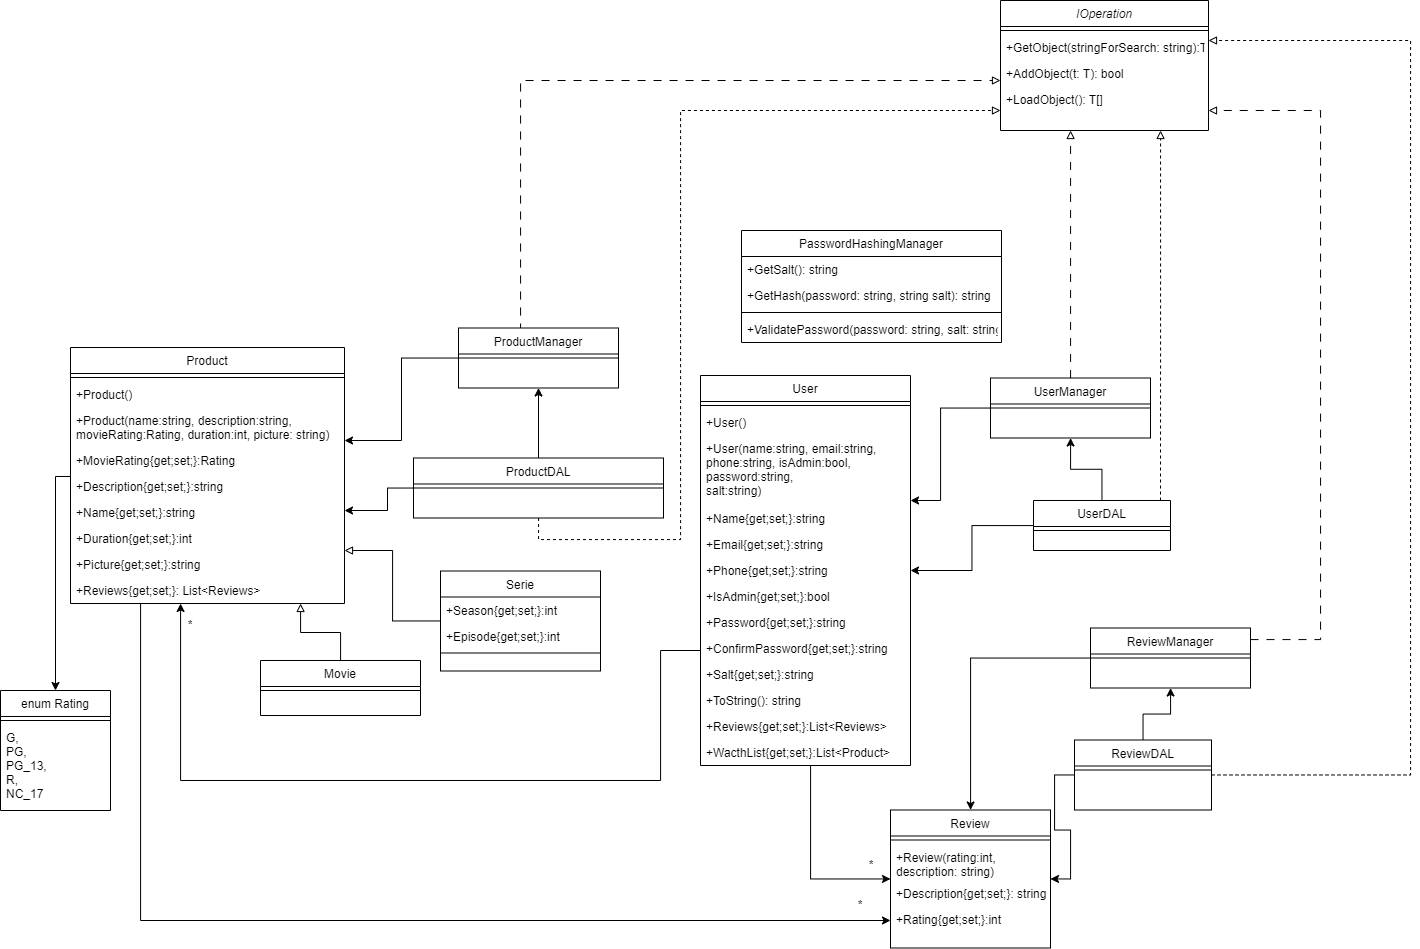 IOperation
+GetObject(stringForSearch: string):T
+AddObject(t: T): bool
+LoadObject(): T[]
PasswordHashingManager
+GetSalt(): string
+GetHash(password: string, string salt): string
+ValidatePassword(password: string, salt: string
ProductManager
Product
+Product()
+Product(name:string, description:string,
movieRating:Rating, duration:int, picture: string)
+MovieRating{get;set;}:Rating
+Description{get;set;}:string
+Name{get;set;}:string
+Duration{get;set;}:int
+Picture{get;set;}:string
+Reviews{get;set;}: List<Reviews>
*
ProductDAL
User
+User()
+User(name:string, email:string,
phone:string, isAdmin:bool,
password:string,
salt:string)
+Name{get;set;}:string
+Email{get;set;}:string
+Phone{get;set;}:string
+IsAdmin{get;set;}:bool
+Password{get;set;}:string
+ConfirmPassword{get;set;}:string
+Salt{get;set;}:string
+ToString(): string
+Reviews{get;set;}:List<Reviews>
+WacthList{get;set;}:List<Product>
UserManager
UserDAL
Serie
+Season{get;set;}:int
+Episode{get;set;}:int
Movie
enum Rating
G,
PG,
PG_13,
R,
NC_17
ReviewManager
ReviewDAL
Review
+Review(rating:int,
description: string)
+Description{get;set;}: string
+Rating{get;set;}:int
*
*